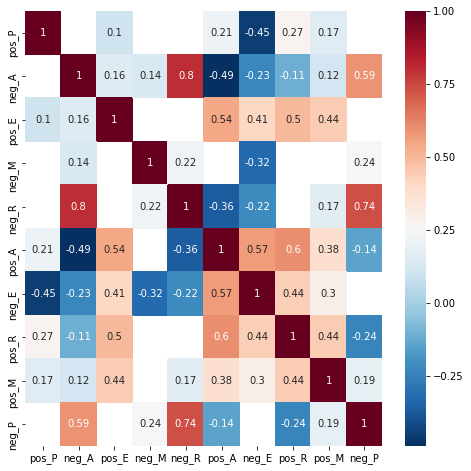 pos_P 1 0.1 0.21 -0.45 0.27 0.17
neg_A 1 0.16 0.14 0.8 -0.49 -0.23 -0.11 0.12 0.59
pos_E 0.1 0.16 1 0.54 0.41 0.5 0.44
neg_M 0.14 1 0.22 -0.32 0.24
neg_R 0.8 0.22 1 -0.36 -0.22 0.17 0.74
pos_A 0.21 -0.49 0.54 -0.36 1 0.57 0.6 0.38 -0.14
neg_E -0.45 -0.23 0.41 -0.32 -0.22 0.57 1 0.44 0.3
pos_R 0.27 -0.11 0.5 0.6 0.44 1 0.44 -0.24
pos_M 0.17 0.12 0.44 0.17 0.38 0.3 0.44 1 0.19
neg_P 0.59 0.24 0.74 -0.14 -0.24 0.19 1
pos_P neg_A pos_E neg_M neg_R pos_A neg_E pos_R pos_M neg_P
1.00
0.75
0.50
0.25
0.00
-0.25